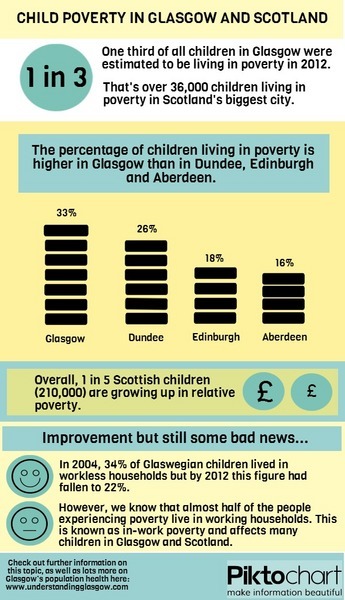 CHILD POVERTY IN GLASGOW AND SCOTLAND
1 in 3
One third of all children in Glasgow were
estimated to be living in poverty in 2012.
That's over 36,000 children living in
poverty in Scotland's biggest city.
The percentage of children living in poverty is
higher in Glasgow than in Dundee, Edinburgh
and Aberdeen.
33%
26%
18%
16%
Glasgow
Dundee
Edinburgh
Aberdeen
Overall, 1 in 5 Scottish children
(210,000) are growing up in relative
poverty.
£
£
Improvement but still some bad news...
In 2004, 34% of Glaswegian children lived in
workless households but by 2012 this figure had
fallen to 22%.
However, we know that almost half of the people
experiencing poverty live in working households. This
is known as in-work poverty and affects many
children in Glasgow and Scotland.
Check out further information on
this topic, as well as lots more on
Glasgow's population health here:
www.understandingglasgow.com
Piktochart
make information beautiful